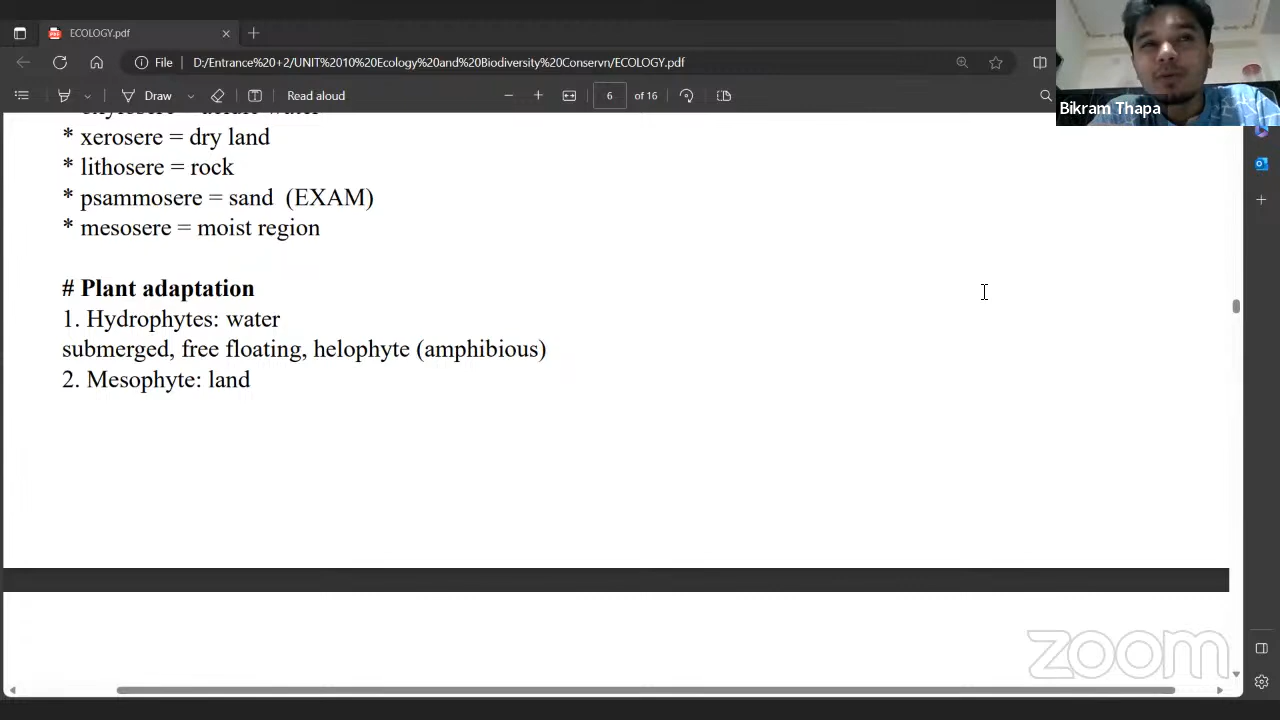 ECOLOGY.pdf
File | D:/Entrance%20+2/UNIT%2010%20Ecology%20and%20Biodiversity%20Conservn/ECOLOGY.pdf
Draw
Read aloud
6 of 16
Bikram Thapa
* xerosere = dry land
* lithosere = rock
* psammosere = sand (EXAM)
* mesosere = moist region
# Plant adaptation
1. Hydrophytes: water
submerged, free floating, helophyte (amphibious)
2. Mesophyte: land
zoom